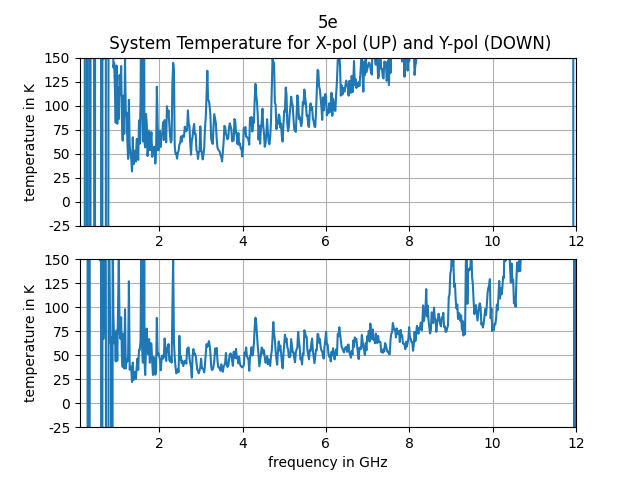 5e
System Temperature for X-pol (UP) and Y-pol (DOWN)
150
125
100
75
50
25
0
-25
temperature in K
2 4 6 8 10 12
150
125
100
75
50
25
0
-25
temperature in K
2 4 6 8 10 12
frequency in GHz